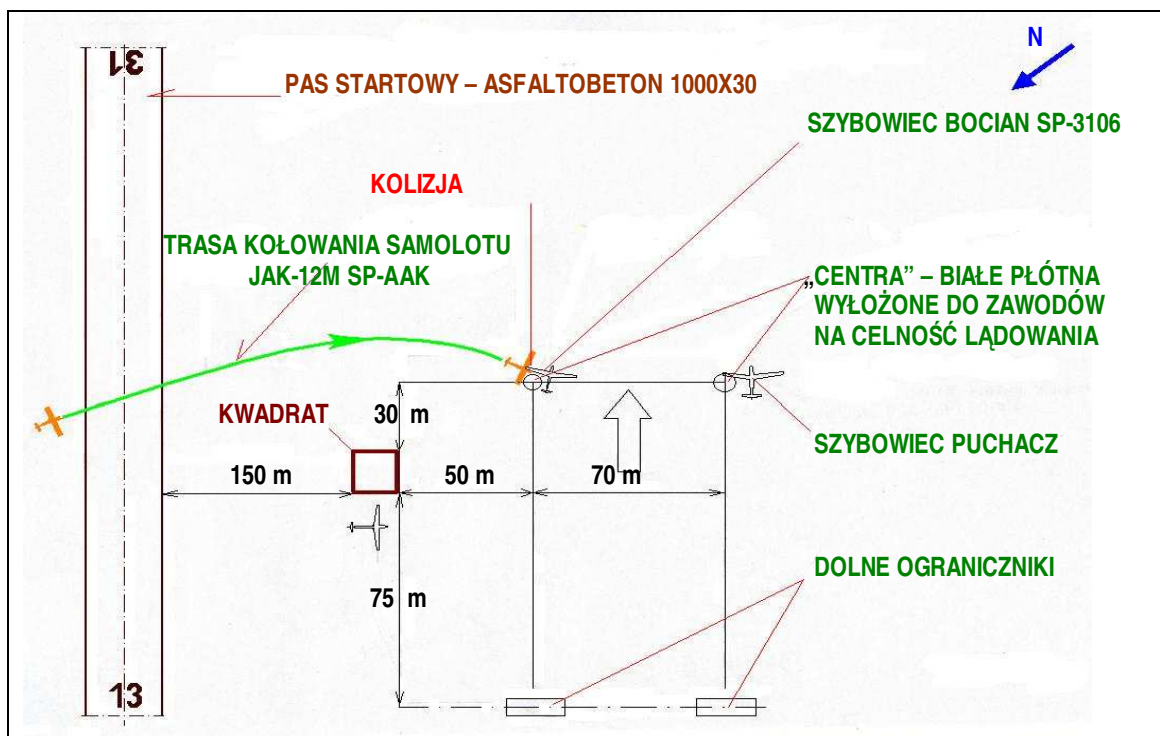 31
N
PAS STARTOWY – ASFALTOBETON 1000X30
SZYBOWIEC BOCIAN SP-3106
KOLIZJA
TRASA KOŁOWANIA SAMOLOTU
JAK-12M SP-AAK
„CENTRA” – BIAŁE PŁÓTNA
WYŁOŻONE DO ZAWODÓW
NA CELNOŚĆ LĄDOWANIA
KWADRAT
30 m
SZYBOWIEC PUCHACZ
150 m
50 m
70 m
DOLNE OGRANICZNIKI
75 m
13